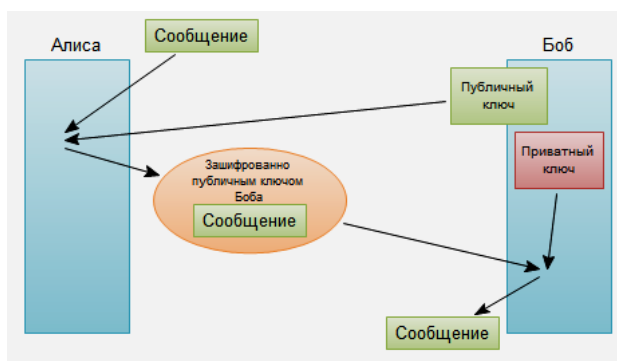 Алиса
Сообщение
Боб
Публичный
ключ
Приватный
ключ
Зашифрованно
публичным ключом
Боба
Сообщение
Сообщение